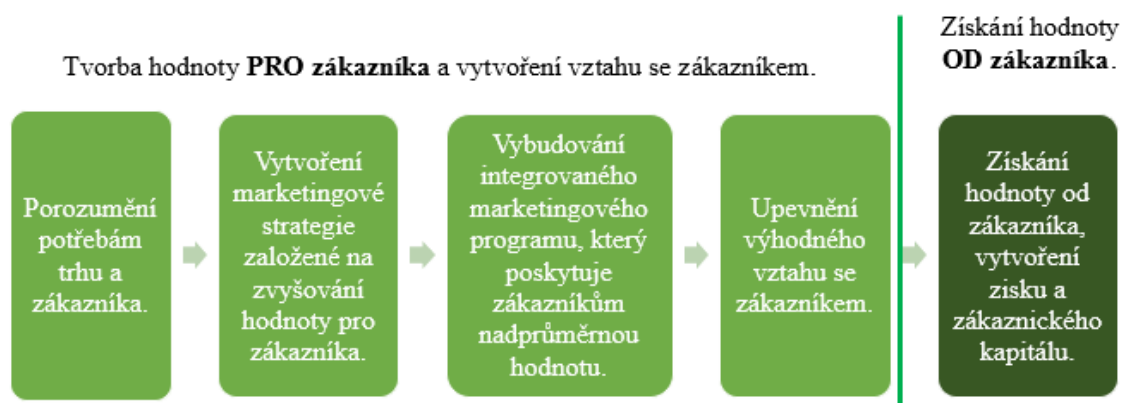 Tvorba hodnoty PRO zákazníka a vytvoření vztahu se zákazníkem.
Získání hodnoty
OD zákazníka.
Porozumění
potřebám
trhu a
zákazníka.
Vytvoření
marketingové
strategie
založené na
zvyšování
hodnoty pro
zákazníka.
Vybudování
integrovaného
marketingového
programu, který
poskytuje
zákazníkům
nadprůměrnou
hodnotu.
Upevnění
výhodného
vztahu se
zákazníkem.
Získání
hodnoty od
zákazníka,
vytvoření
zisku a
zákaznického
kapitálu.